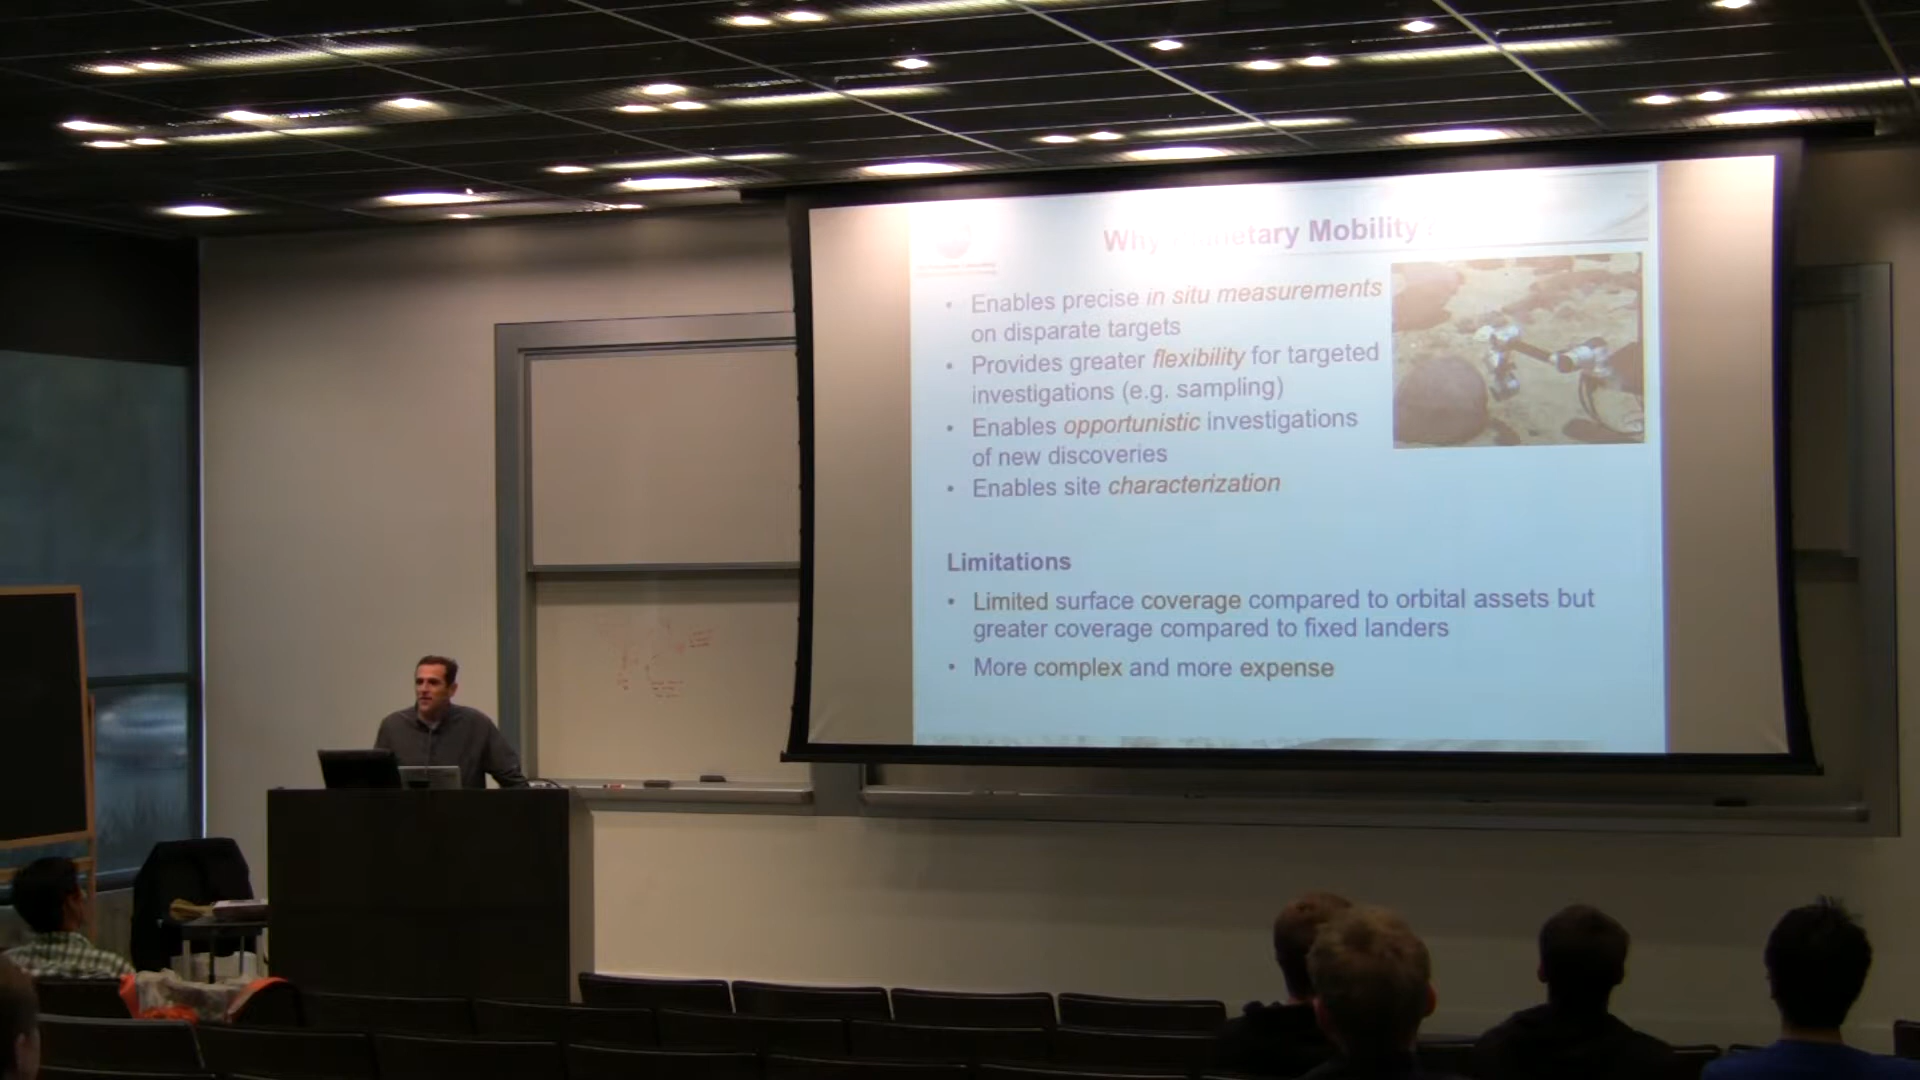 Why Planetary Mobility?
• Enables precise in situ measurements
on disparate targets
• Provides greater flexibility for targeted
investigations (e.g. sampling)
• Enables opportunistic investigations
of new discoveries
• Enables site characterization
Limitations
• Limited surface coverage compared to orbital assets but
greater coverage compared to fixed landers
• More complex and more expense